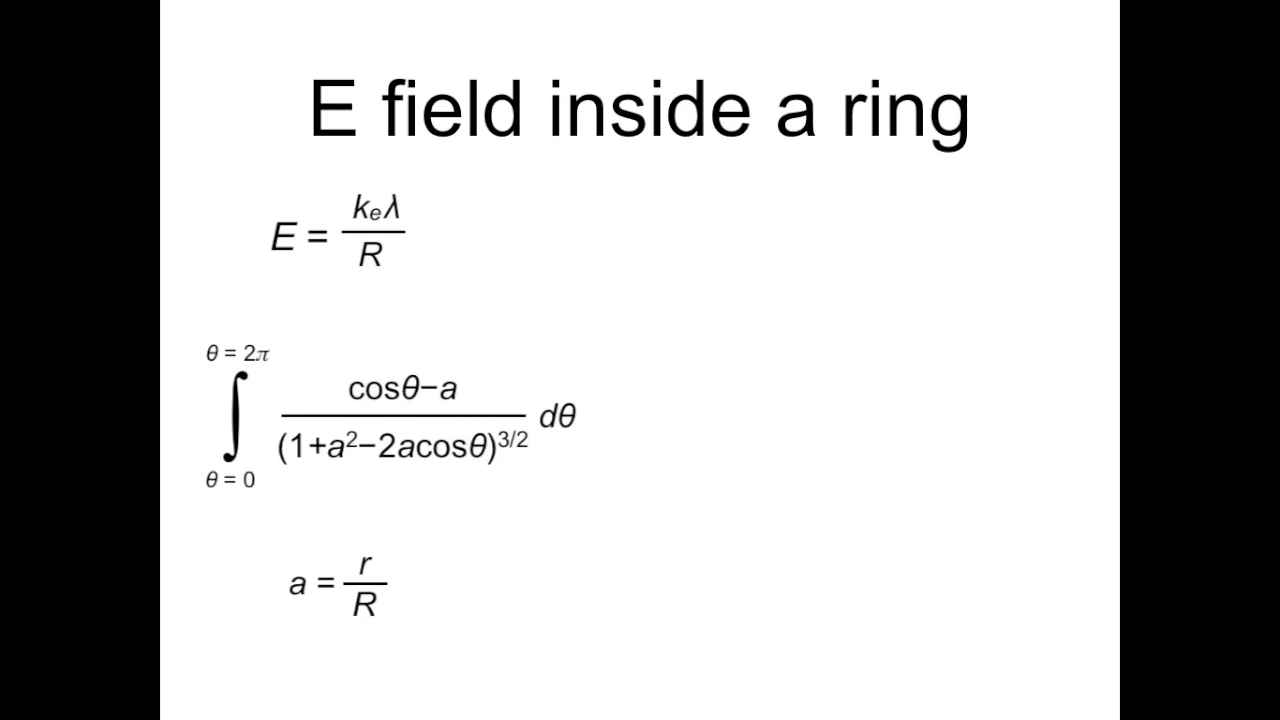 E field inside a ring
E = keλ
R
θ = 2π
∫ cosθ−a
(1+a²−2acosθ)3/2 dθ
θ = 0
a = r
R